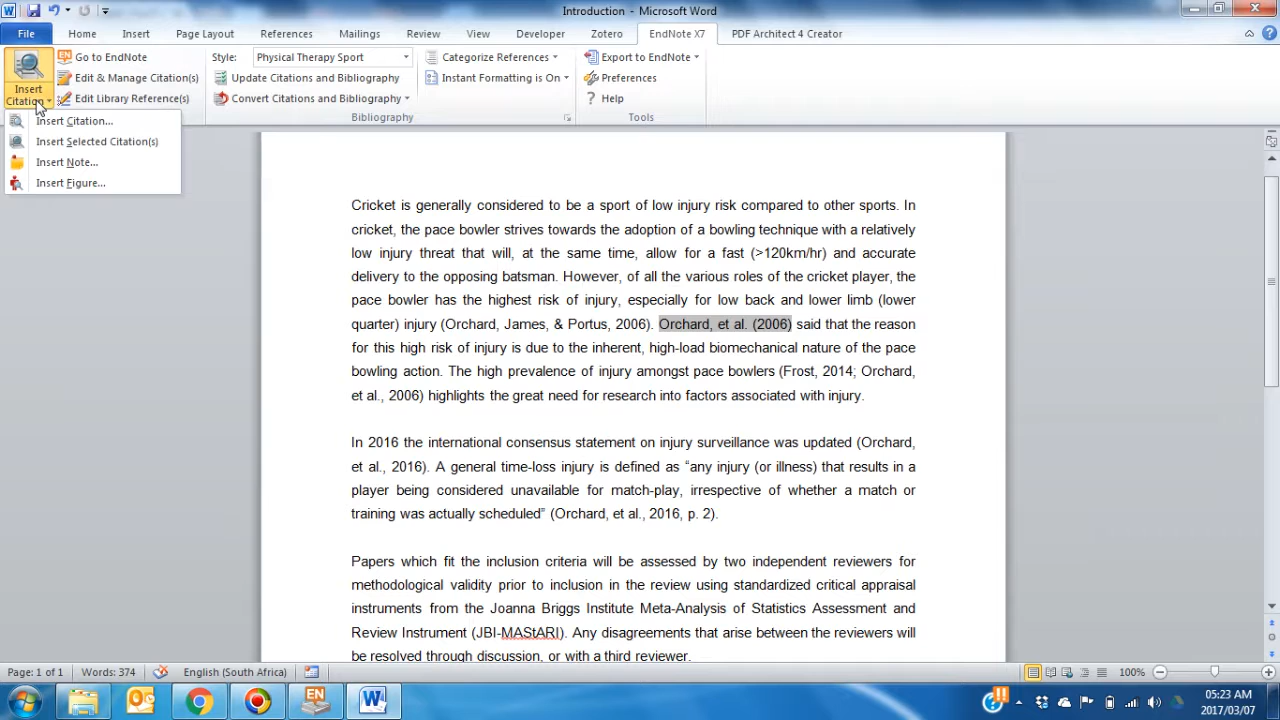 Introduction - Microsoft Word
File Home Insert Page Layout References Mailings Review View Developer Zotero EndNote X7 PDF Architect 4 Creator
Insert Citation
Go to EndNote
Edit & Manage Citation(s)
Edit Library Reference(s)
Style: Physical Therapy Sport
Update Citations and Bibliography
Convert Citations and Bibliography
Bibliography
Categorize References
Instant Formatting is On
Export to EndNote
Preferences
Help
Tools
Insert Citation...
Insert Selected Citation(s)
Insert Note...
Insert Figure...
Cricket is generally considered to be a sport of low injury risk compared to other sports. In
cricket, the pace bowler strives towards the adoption of a bowling technique with a relatively
low injury threat that will, at the same time, allow for a fast (>120km/hr) and accurate
delivery to the opposing batsman. However, of all the various roles of the cricket player, the
pace bowler has the highest risk of injury, especially for low back and lower limb (lower
quarter) injury (Orchard, James, & Portus, 2006). Orchard, et al. (2006) said that the reason
for this high risk of injury is due to the inherent, high-load biomechanical nature of the pace
bowling action. The high prevalence of injury amongst pace bowlers (Frost, 2014; Orchard,
et al., 2006) highlights the great need for research into factors associated with injury.
In 2016 the international consensus statement on injury surveillance was updated (Orchard,
et al., 2016). A general time-loss injury is defined as “any injury (or illness) that results in a
player being considered unavailable for match-play, irrespective of whether a match or
training was actually scheduled” (Orchard, et al., 2016, p. 2).
Papers which fit the inclusion criteria will be assessed by two independent reviewers for
methodological validity prior to inclusion in the review using standardized critical appraisal
instruments from the Joanna Briggs Institute Meta-Analysis of Statistics Assessment and
Review Instrument (JBI-MAStARI). Any disagreements that arise between the reviewers will
be resolved through discussion, or with a third reviewer.
Page: 1 of 1 Words: 374 English (South Africa) 100%
EN
05:23 AM
2017/03/07